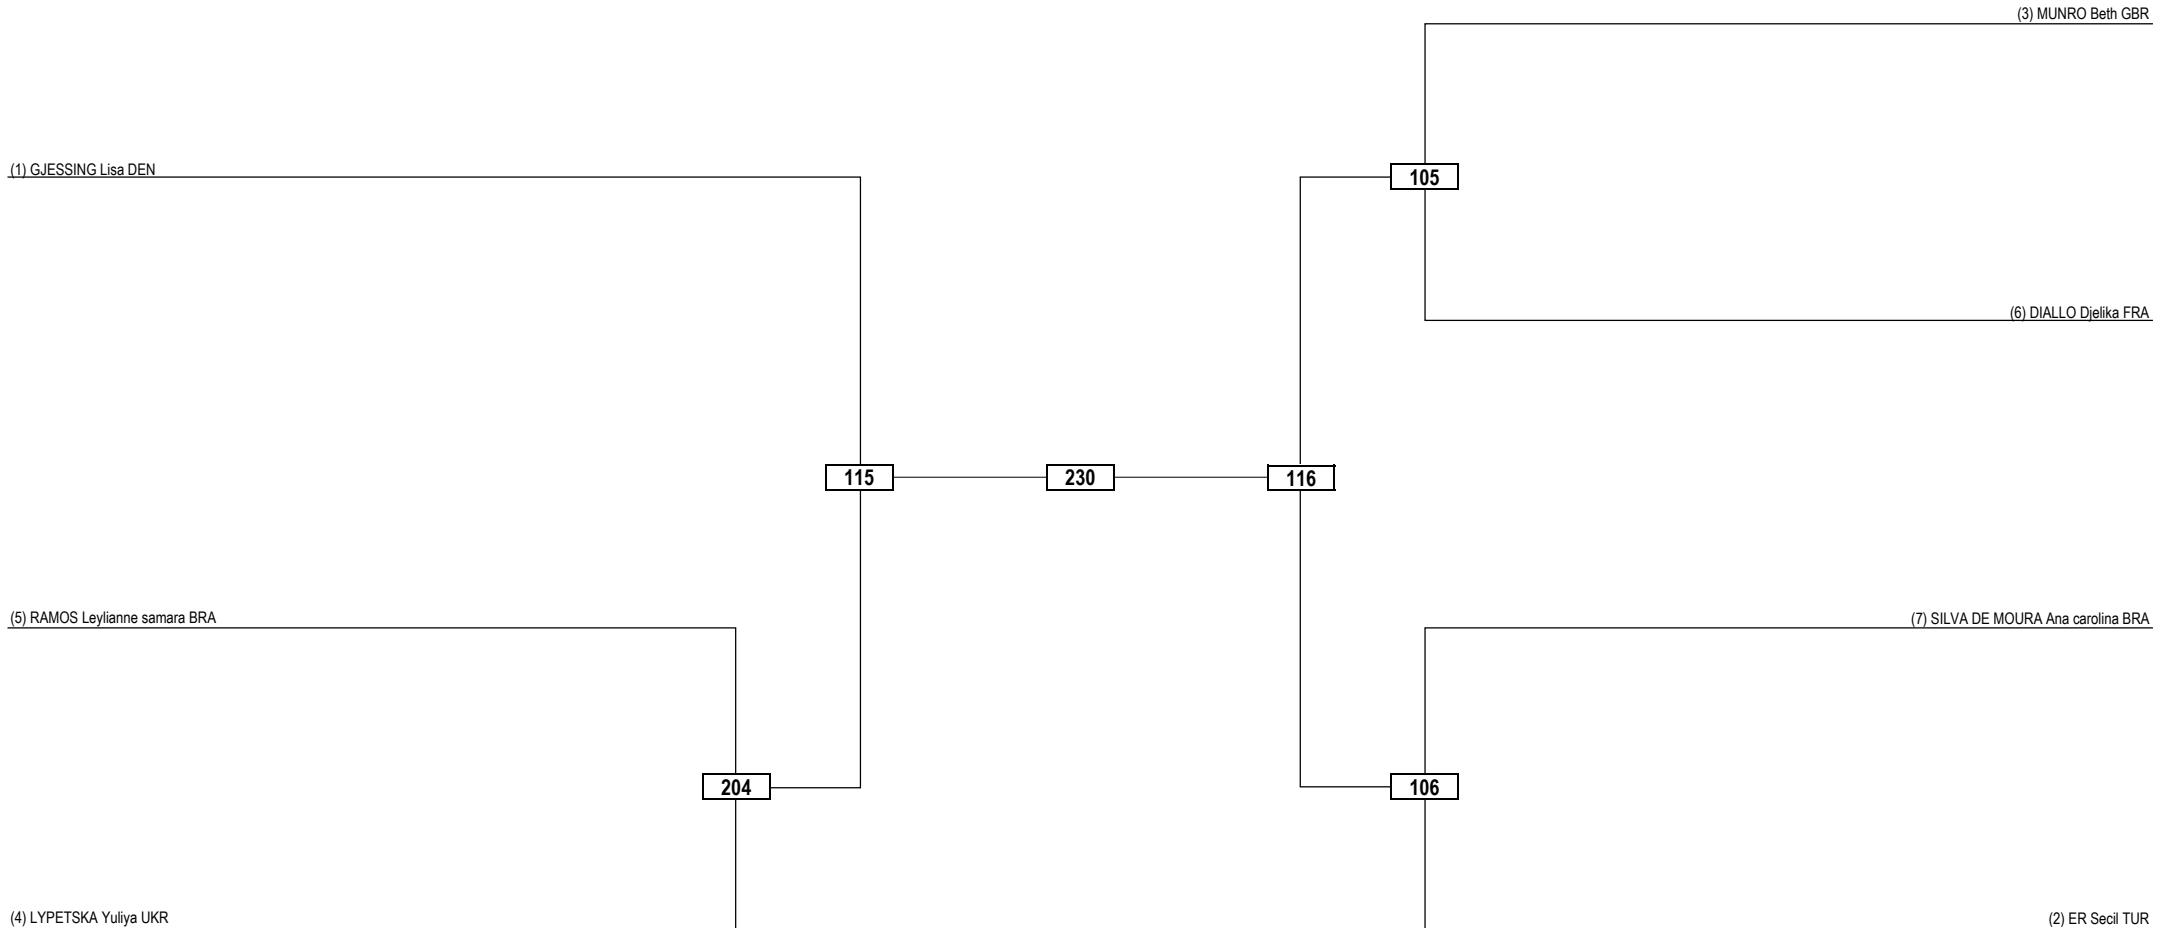 (3) MUNRO Beth GBR
(1) GJESSING Lisa DEN
105
(6) DIALLO Djelika FRA
115
230
116
(5) RAMOS Leylianne samara BRA
(7) SILVA DE MOURA Ana carolina BRA
204
106
(4) LYPETSKA Yuliya UKR
(2) ER Secil TUR